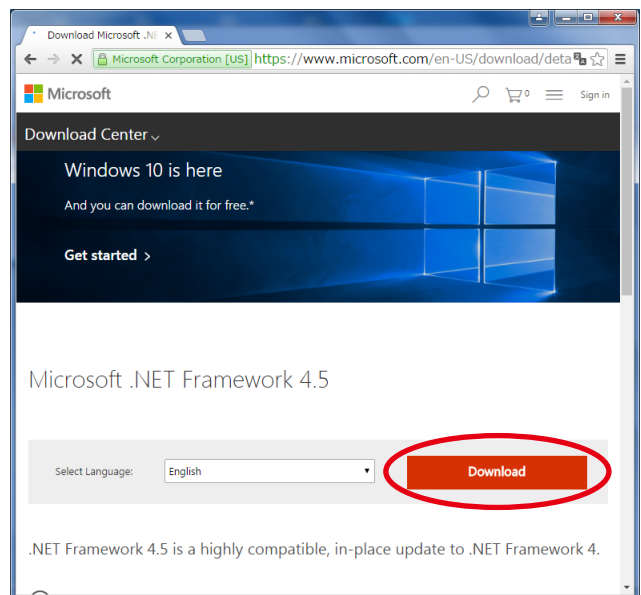 Download Microsoft .NE
Microsoft Corporation [US] https://www.microsoft.com/en-US/download/deta
Microsoft
0
Sign in
Download Center
Windows 10 is here
And you can download it for free.*
Get started >
Microsoft .NET Framework 4.5
Select Language:
English
Download
.NET Framework 4.5 is a highly compatible, in-place update to .NET Framework 4.